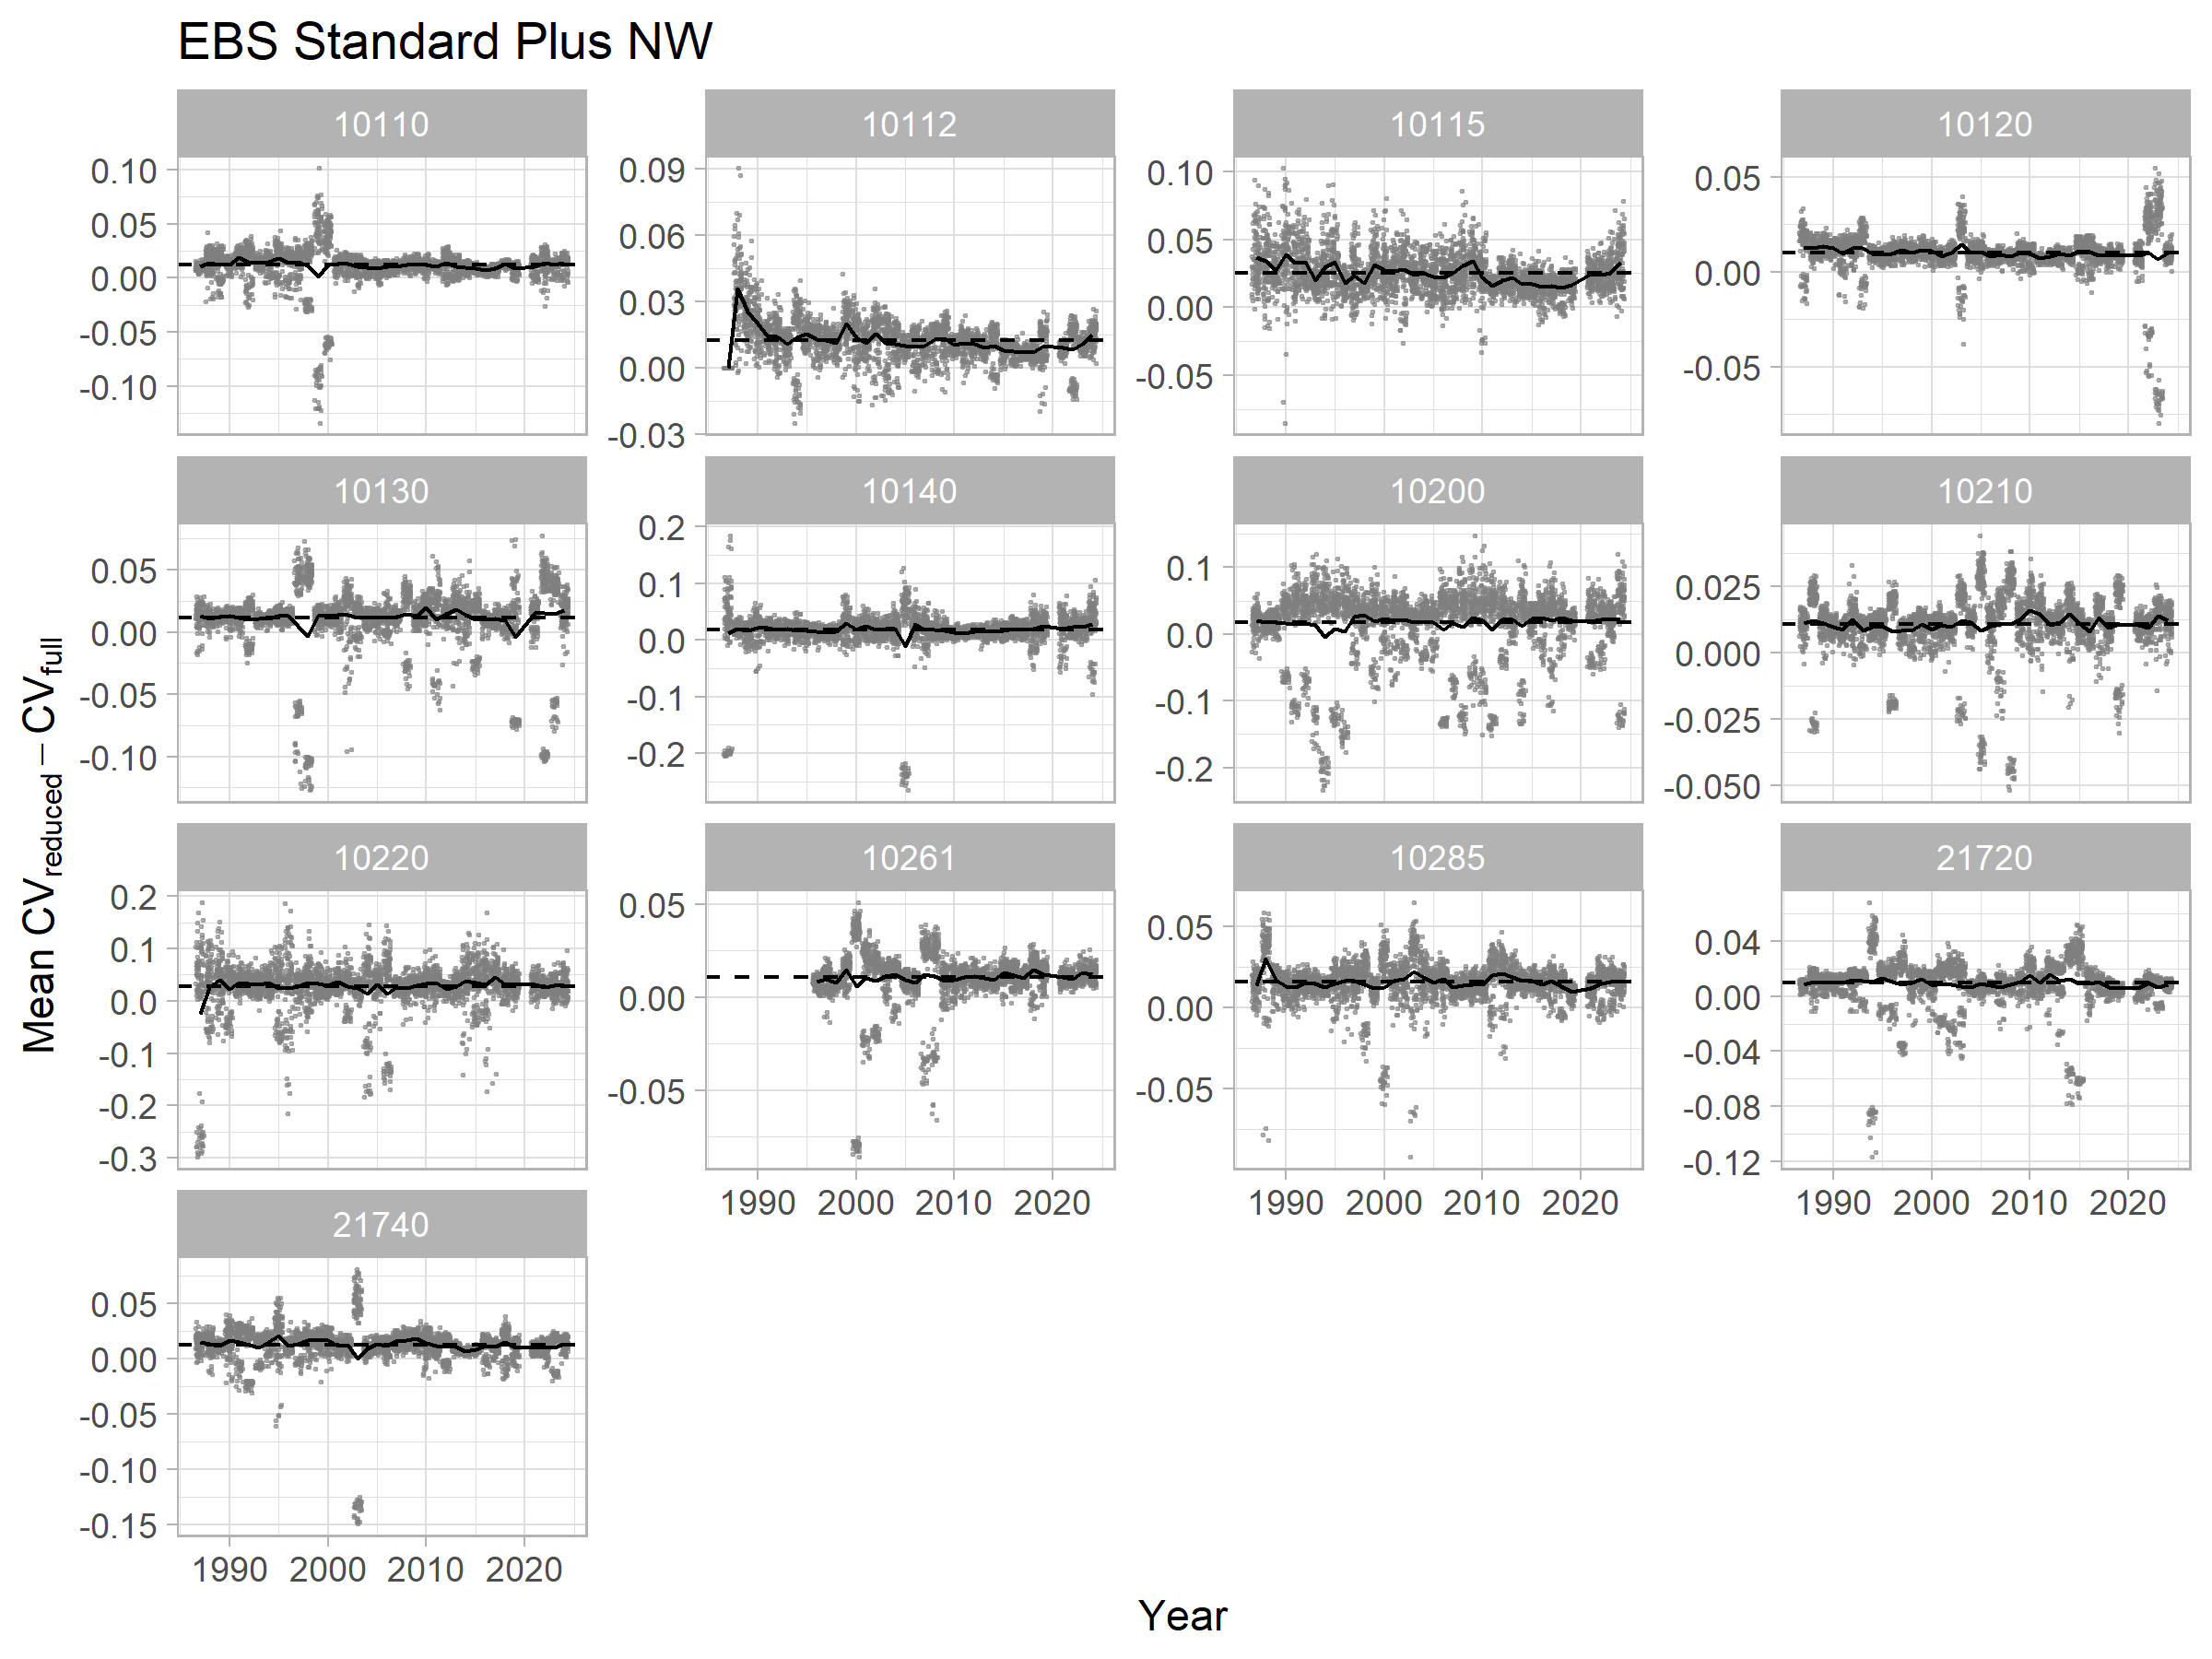 EBS Standard Plus NW
10110 10112 10115 10120
0.10 0.05 0.00 -0.05 -0.10
0.09 0.06 0.03 0.00 -0.03
0.10 0.05 0.00 -0.05
0.05 0.00 -0.05
10130 10140 10200 10210
0.05 0.00 -0.05 -0.10
0.2 0.1 0.0 -0.1 -0.2
0.1 0.0 -0.1 -0.2
0.025 0.000 -0.025 -0.050
10220 10261 10285 21720
0.2 0.1 0.0 -0.1 -0.2 -0.3
0.05 0.00 -0.05
0.05 0.00 -0.05
0.04 0.00 -0.04 -0.08 -0.12
1990 2000 2010 2020
1990 2000 2010 2020
1990 2000 2010 2020
21740
0.05 0.00 -0.05 -0.10 -0.15
1990 2000 2010 2020
Mean CVreduced − CVfull
Year